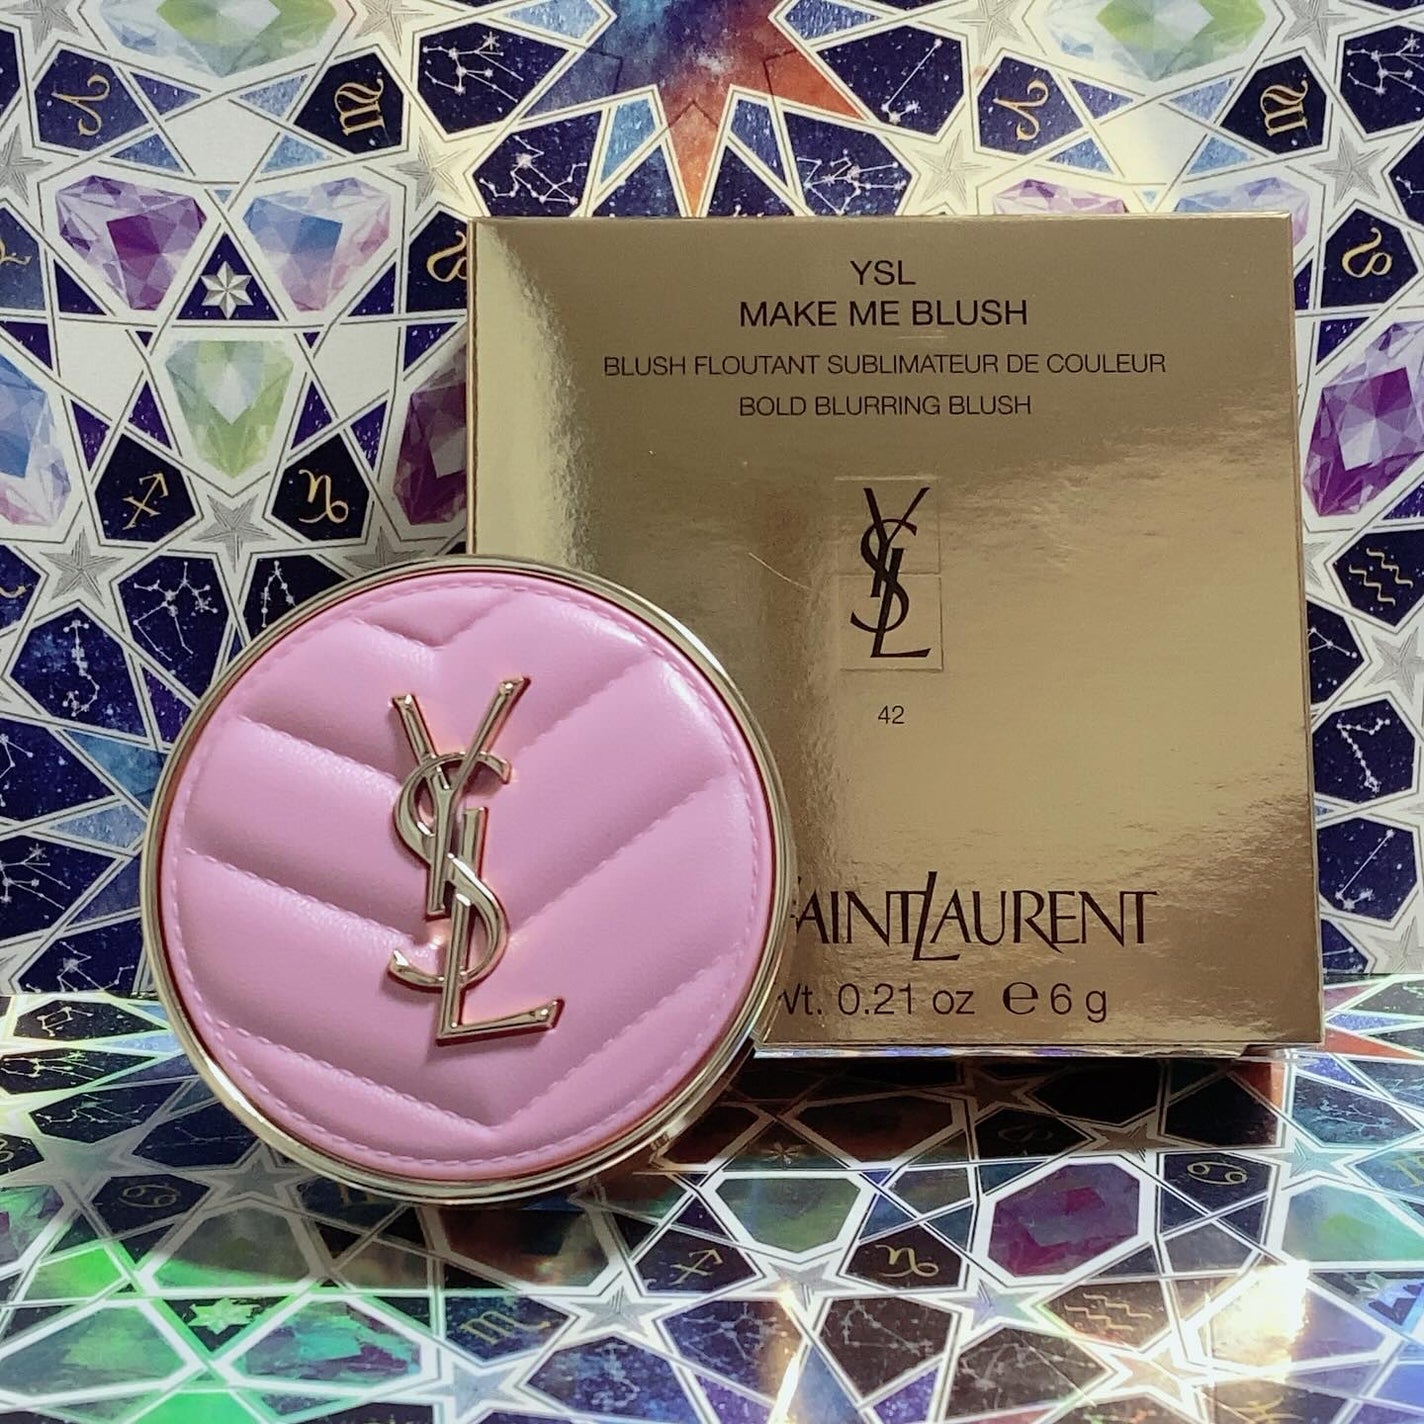 YSL
MAKE ME BLUSH
BLUSH FLOUTANT SUBLIMATEUR DE COULEUR
BOLD BLURRING BLUSH
YSL
42
SAINTLAURENT
Wt. 0.21 oz ℮ 6 g
YSL